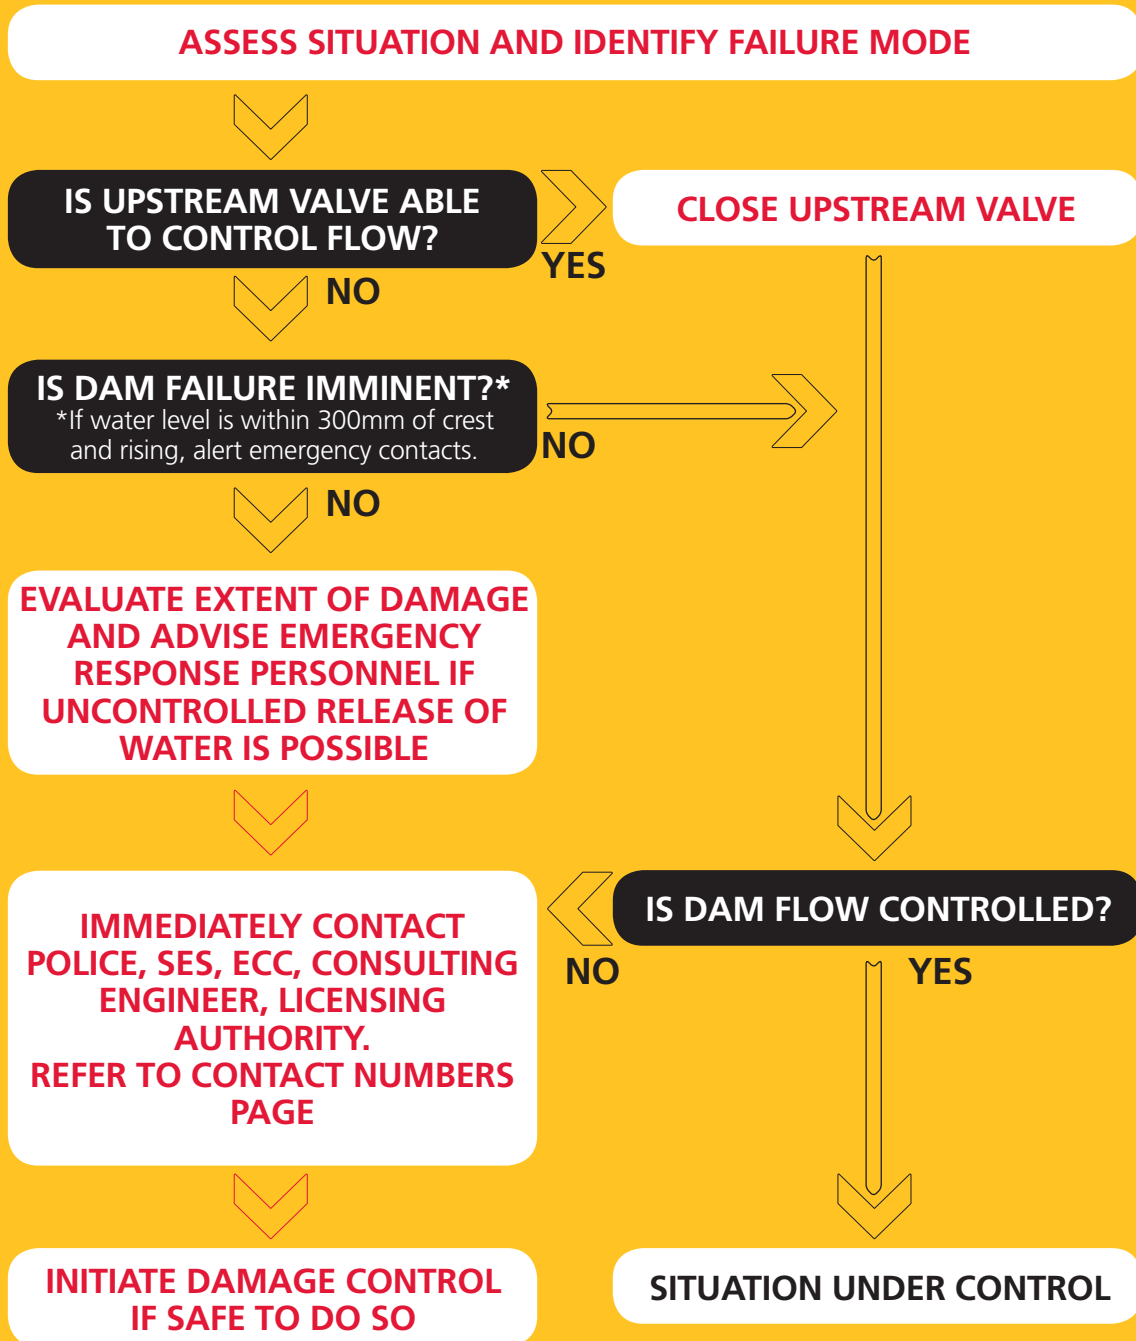 ASSESS SITUATION AND IDENTIFY FAILURE MODE
IS UPSTREAM VALVE ABLE
TO CONTROL FLOW?
YES
CLOSE UPSTREAM VALVE
NO
IS DAM FAILURE IMMINENT?*
*If water level is within 300mm of crest
and rising, alert emergency contacts.
NO
NO
EVALUATE EXTENT OF DAMAGE
AND ADVISE EMERGENCY
RESPONSE PERSONNEL IF
UNCONTROLLED RELEASE OF
WATER IS POSSIBLE
IS DAM FLOW CONTROLLED?
NO
YES
IMMEDIATELY CONTACT
POLICE, SES, ECC, CONSULTING
ENGINEER, LICENSING
AUTHORITY.
REFER TO CONTACT NUMBERS
PAGE
INITIATE DAMAGE CONTROL
IF SAFE TO DO SO
SITUATION UNDER CONTROL